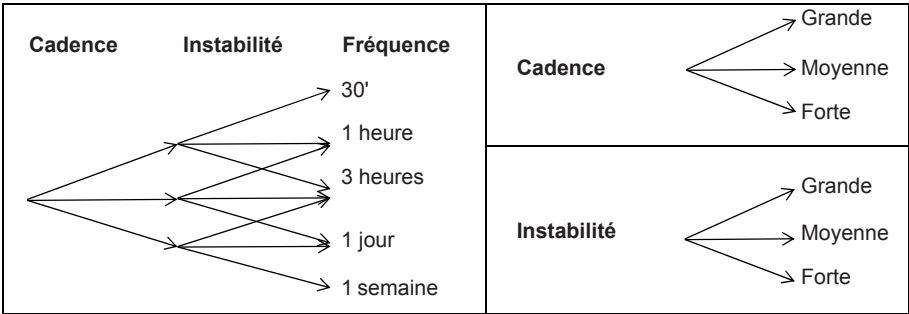 Cadence Instabilité Fréquence
30'
1 heure
3 heures
1 jour
1 semaine
Cadence
Grande
Moyenne
Forte
Instabilité
Grande
Moyenne
Forte